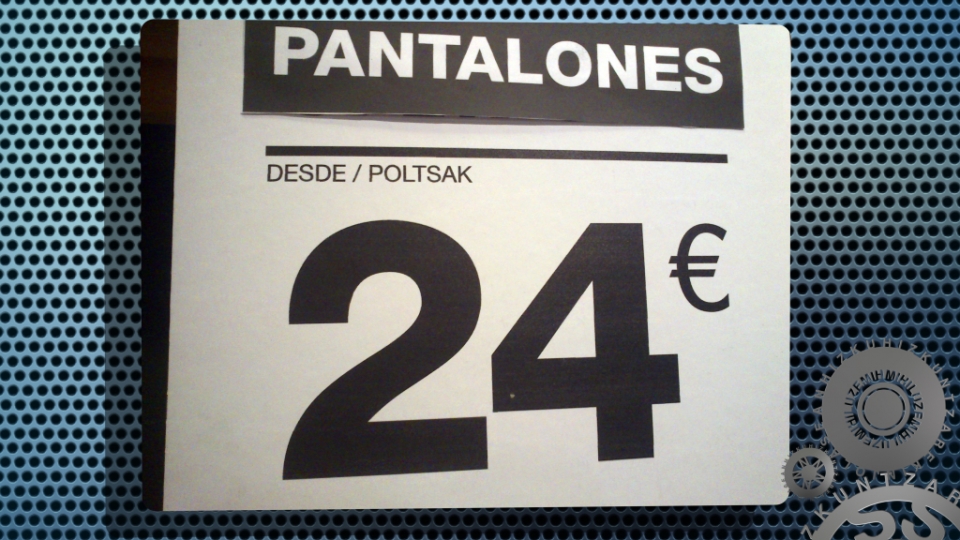 PANTALONES
DESDE / POLTSAK
24€